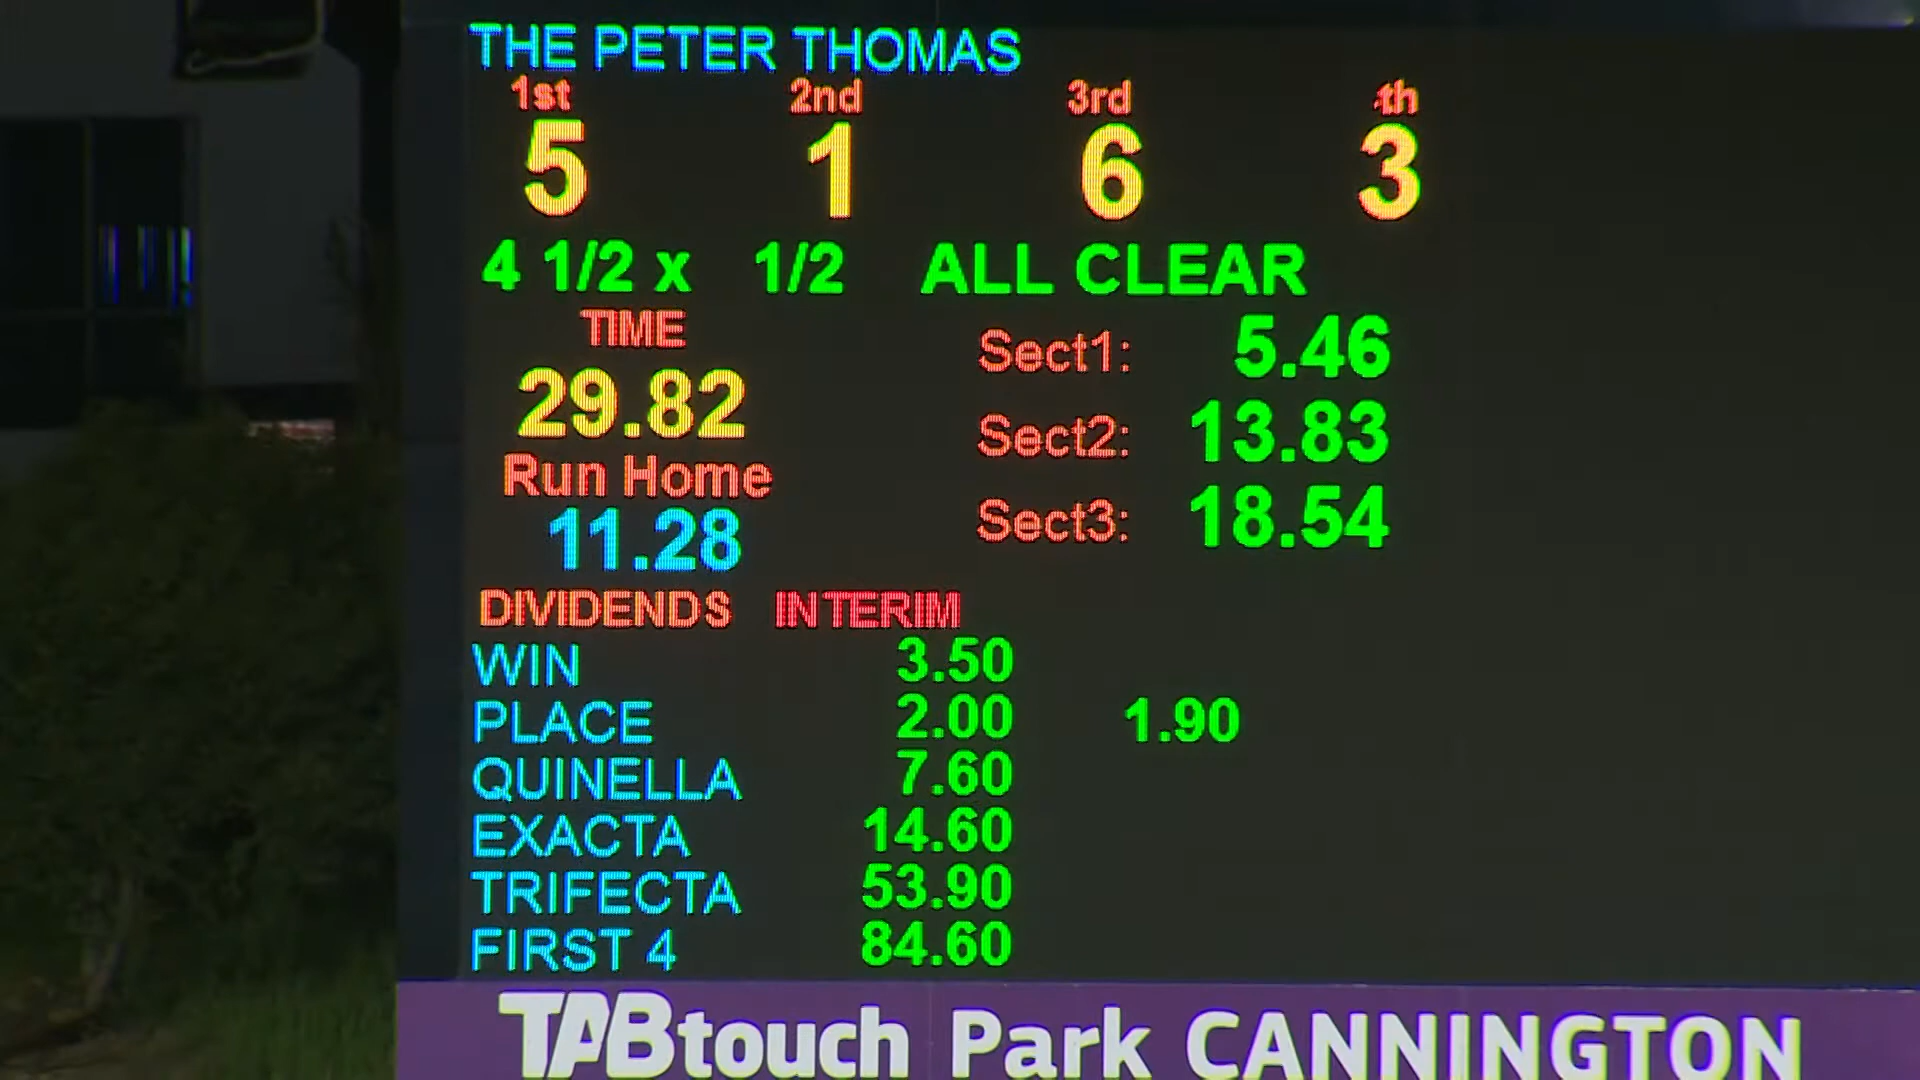 THE PETER THOMAS
1st 2nd 3rd th
5 1 6 3
4 1/2 x 1/2 ALL CLEAR
TIME
29.82
Sect1: 5.46
Sect2: 13.83
Run Home
11.28
Sect3: 18.54
DIVIDENDS INTERIM
WIN 3.50
PLACE 2.00 1.90
QUINELLA 7.60
EXACTA 14.60
TRIFECTA 53.90
FIRST 4 84.60
TABtouch Park CANNINGTON